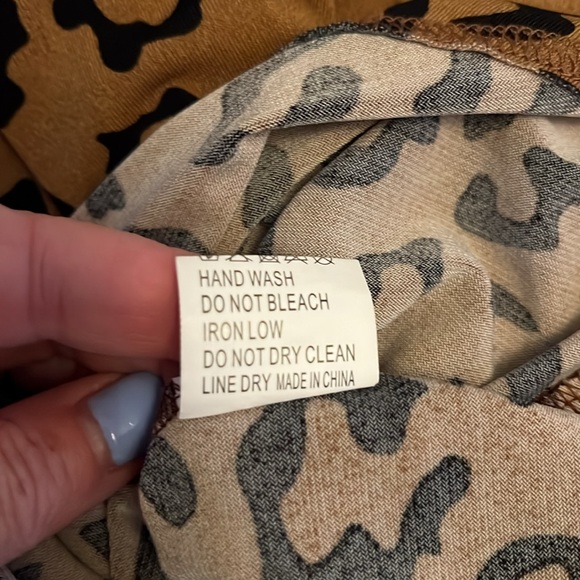 HAND WASH
DO NOT BLEACH
IRON LOW
DO NOT DRY CLEAN
LINE DRY MADE IN CHINA